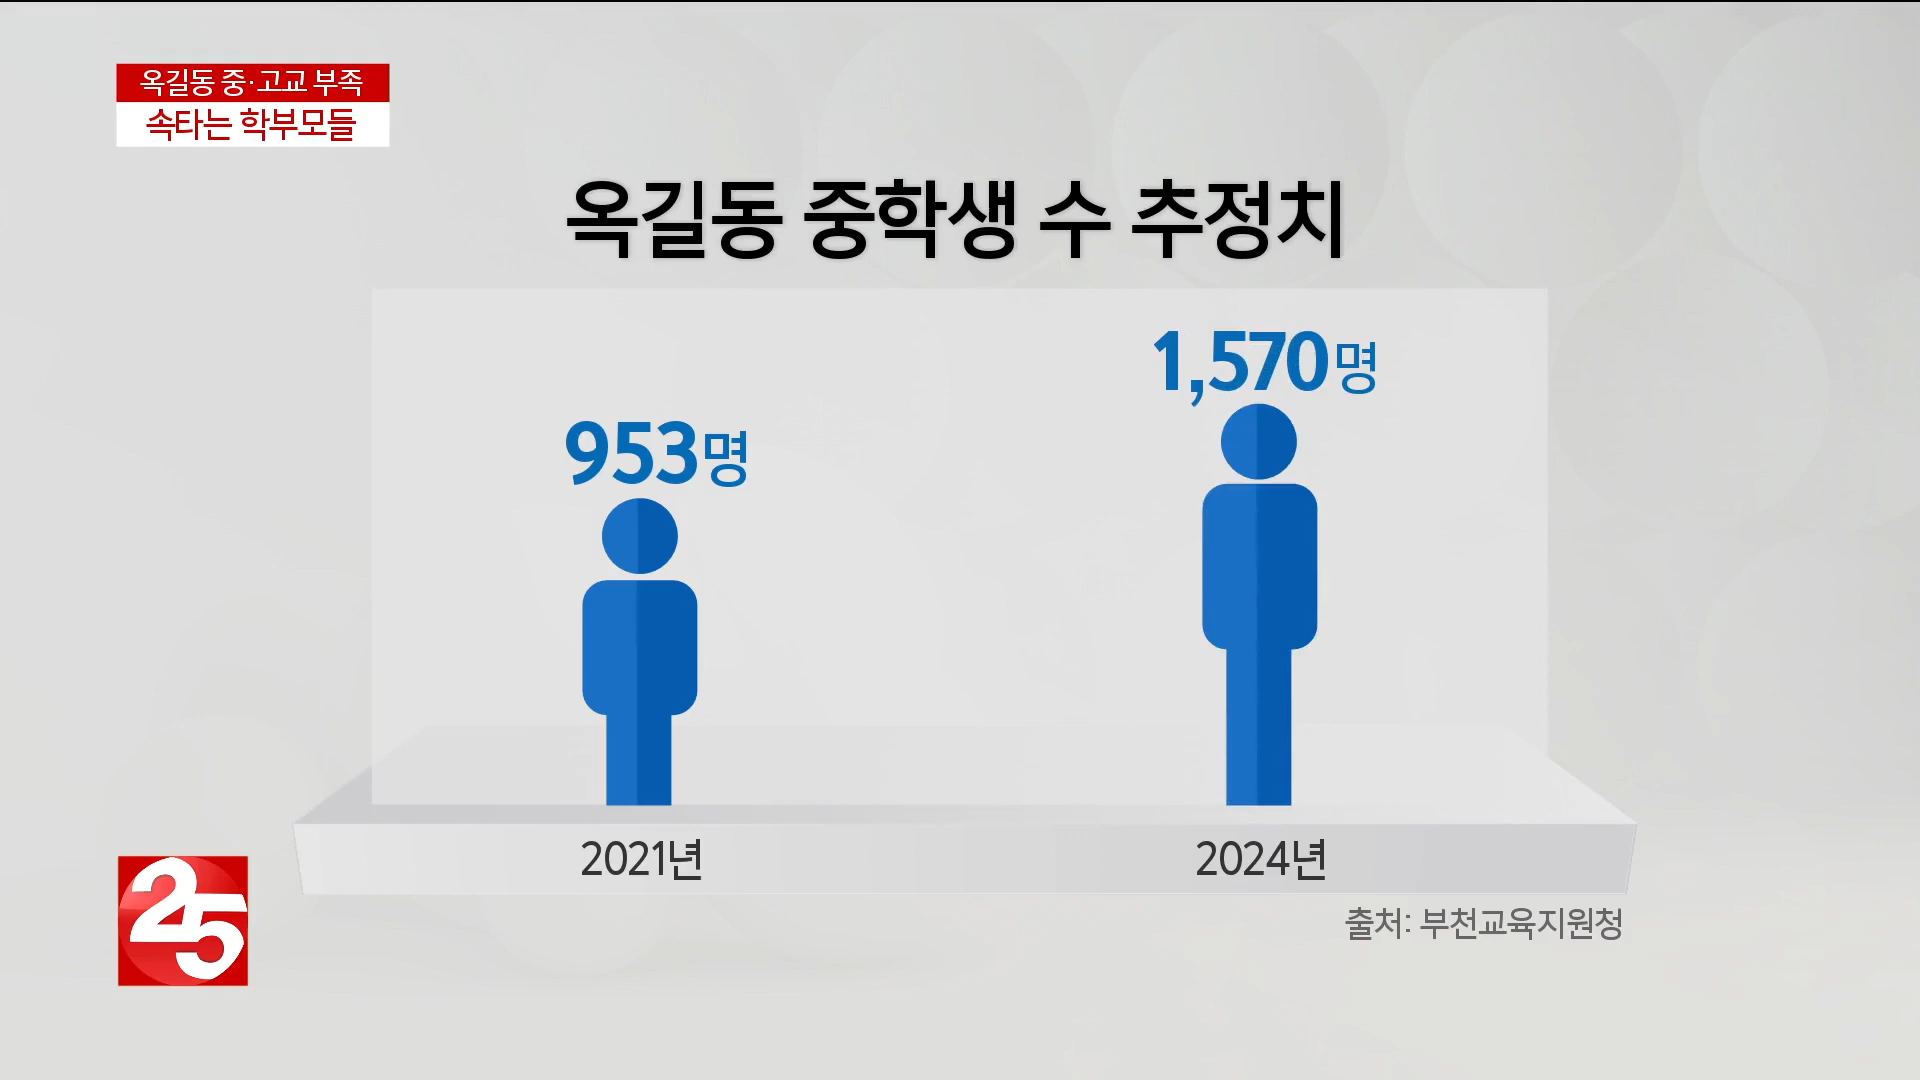 옥길동 중·고교 부족
속타는 학부모들
옥길동 중학생 수 추정치
953명
1,570명
2021년
2024년
출처: 부천교육지원청
25